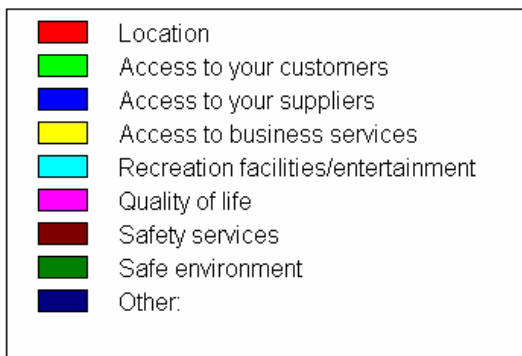 Location
Access to your customers
Access to your suppliers
Access to business services
Recreation facilities/entertainment
Quality of life
Safety services
Safe environment
Other: